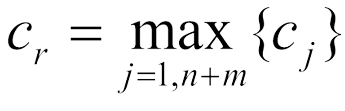 c_r = max_{j=1,n+m} {c_j}